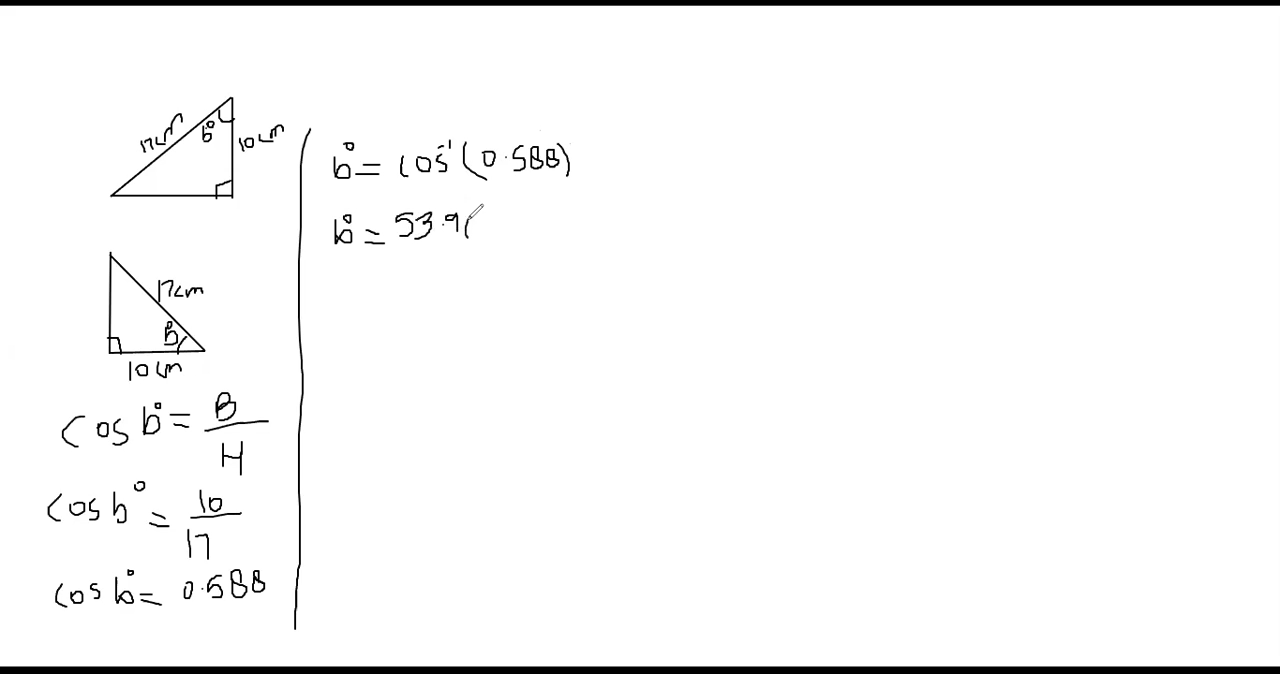 17cm
b°
10cm
17cm
b°
10cm
cos b° = B/H
cos b° = 10/17
cos b° = 0.588
b° = cos⁻¹(0.588)
b° = 53.9